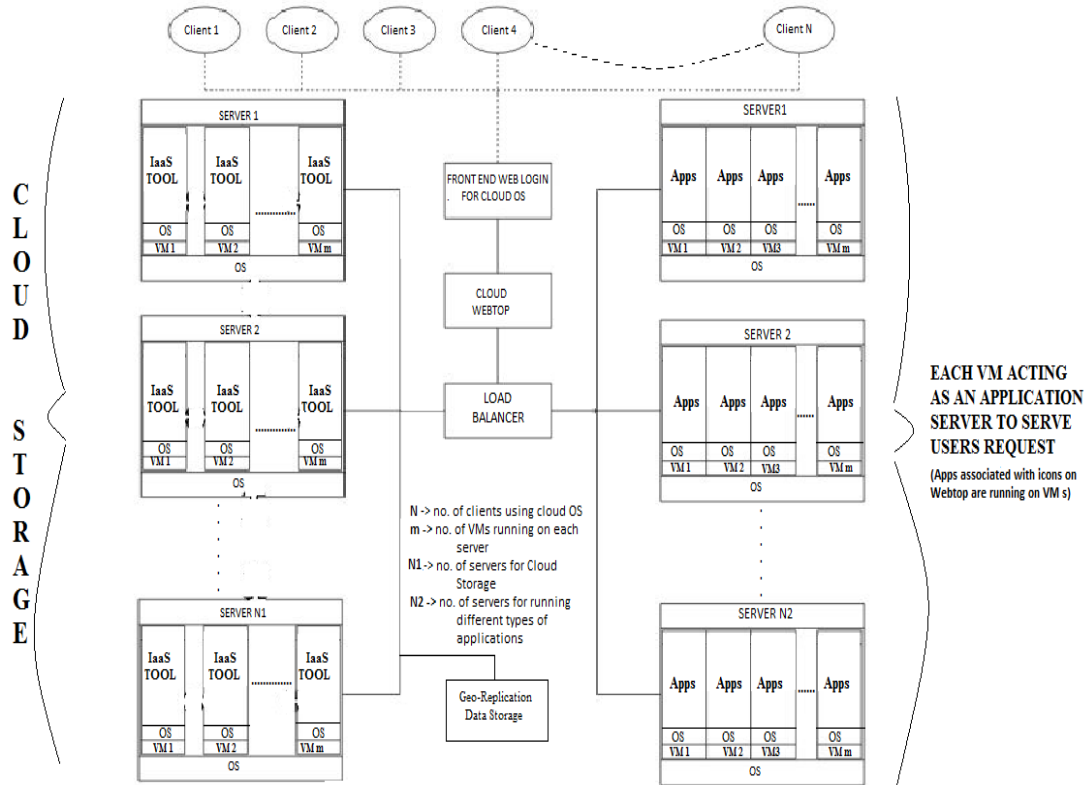 Client 1
Client 2
Client 3
Client 4
Client N
CLOUD
STORAGE
SERVER 1
IaaS
TOOL
IaaS
TOOL
IaaS
TOOL
..............
OS
OS
OS
VM 1
VM 2
VM m
OS
SERVER 2
IaaS
TOOL
IaaS
TOOL
IaaS
TOOL
..............
OS
OS
OS
VM 1
VM 2
VM m
OS
SERVER N1
IaaS
TOOL
IaaS
TOOL
IaaS
TOOL
..............
OS
OS
OS
VM 1
VM 2
VM m
OS
FRONT END WEB LOGIN
. FOR CLOUD OS
CLOUD
WEBTOP
LOAD
BALANCER
N -> no. of clients using cloud OS
m -> no. of VMs running on each
server
N1 -> no. of servers for Cloud
Storage
N2 -> no. of servers for running
different types of
applications
Geo-Replication
Data Storage
SERVER1
Apps
Apps
Apps
......
Apps
OS
OS
OS
OS
VM 1
VM 2
VM3
VM m
OS
SERVER 2
Apps
Apps
Apps
......
Apps
OS
OS
OS
OS
VM 1
VM 2
VM3
VM m
OS
SERVER N2
Apps
Apps
Apps
......
Apps
OS
OS
OS
OS
VM 1
VM 2
VM3
VM m
OS
EACH VM ACTING
AS AN APPLICATION
SERVER TO SERVE
USERS REQUEST
(Apps associated with icons on
Webtop are running on VM s)